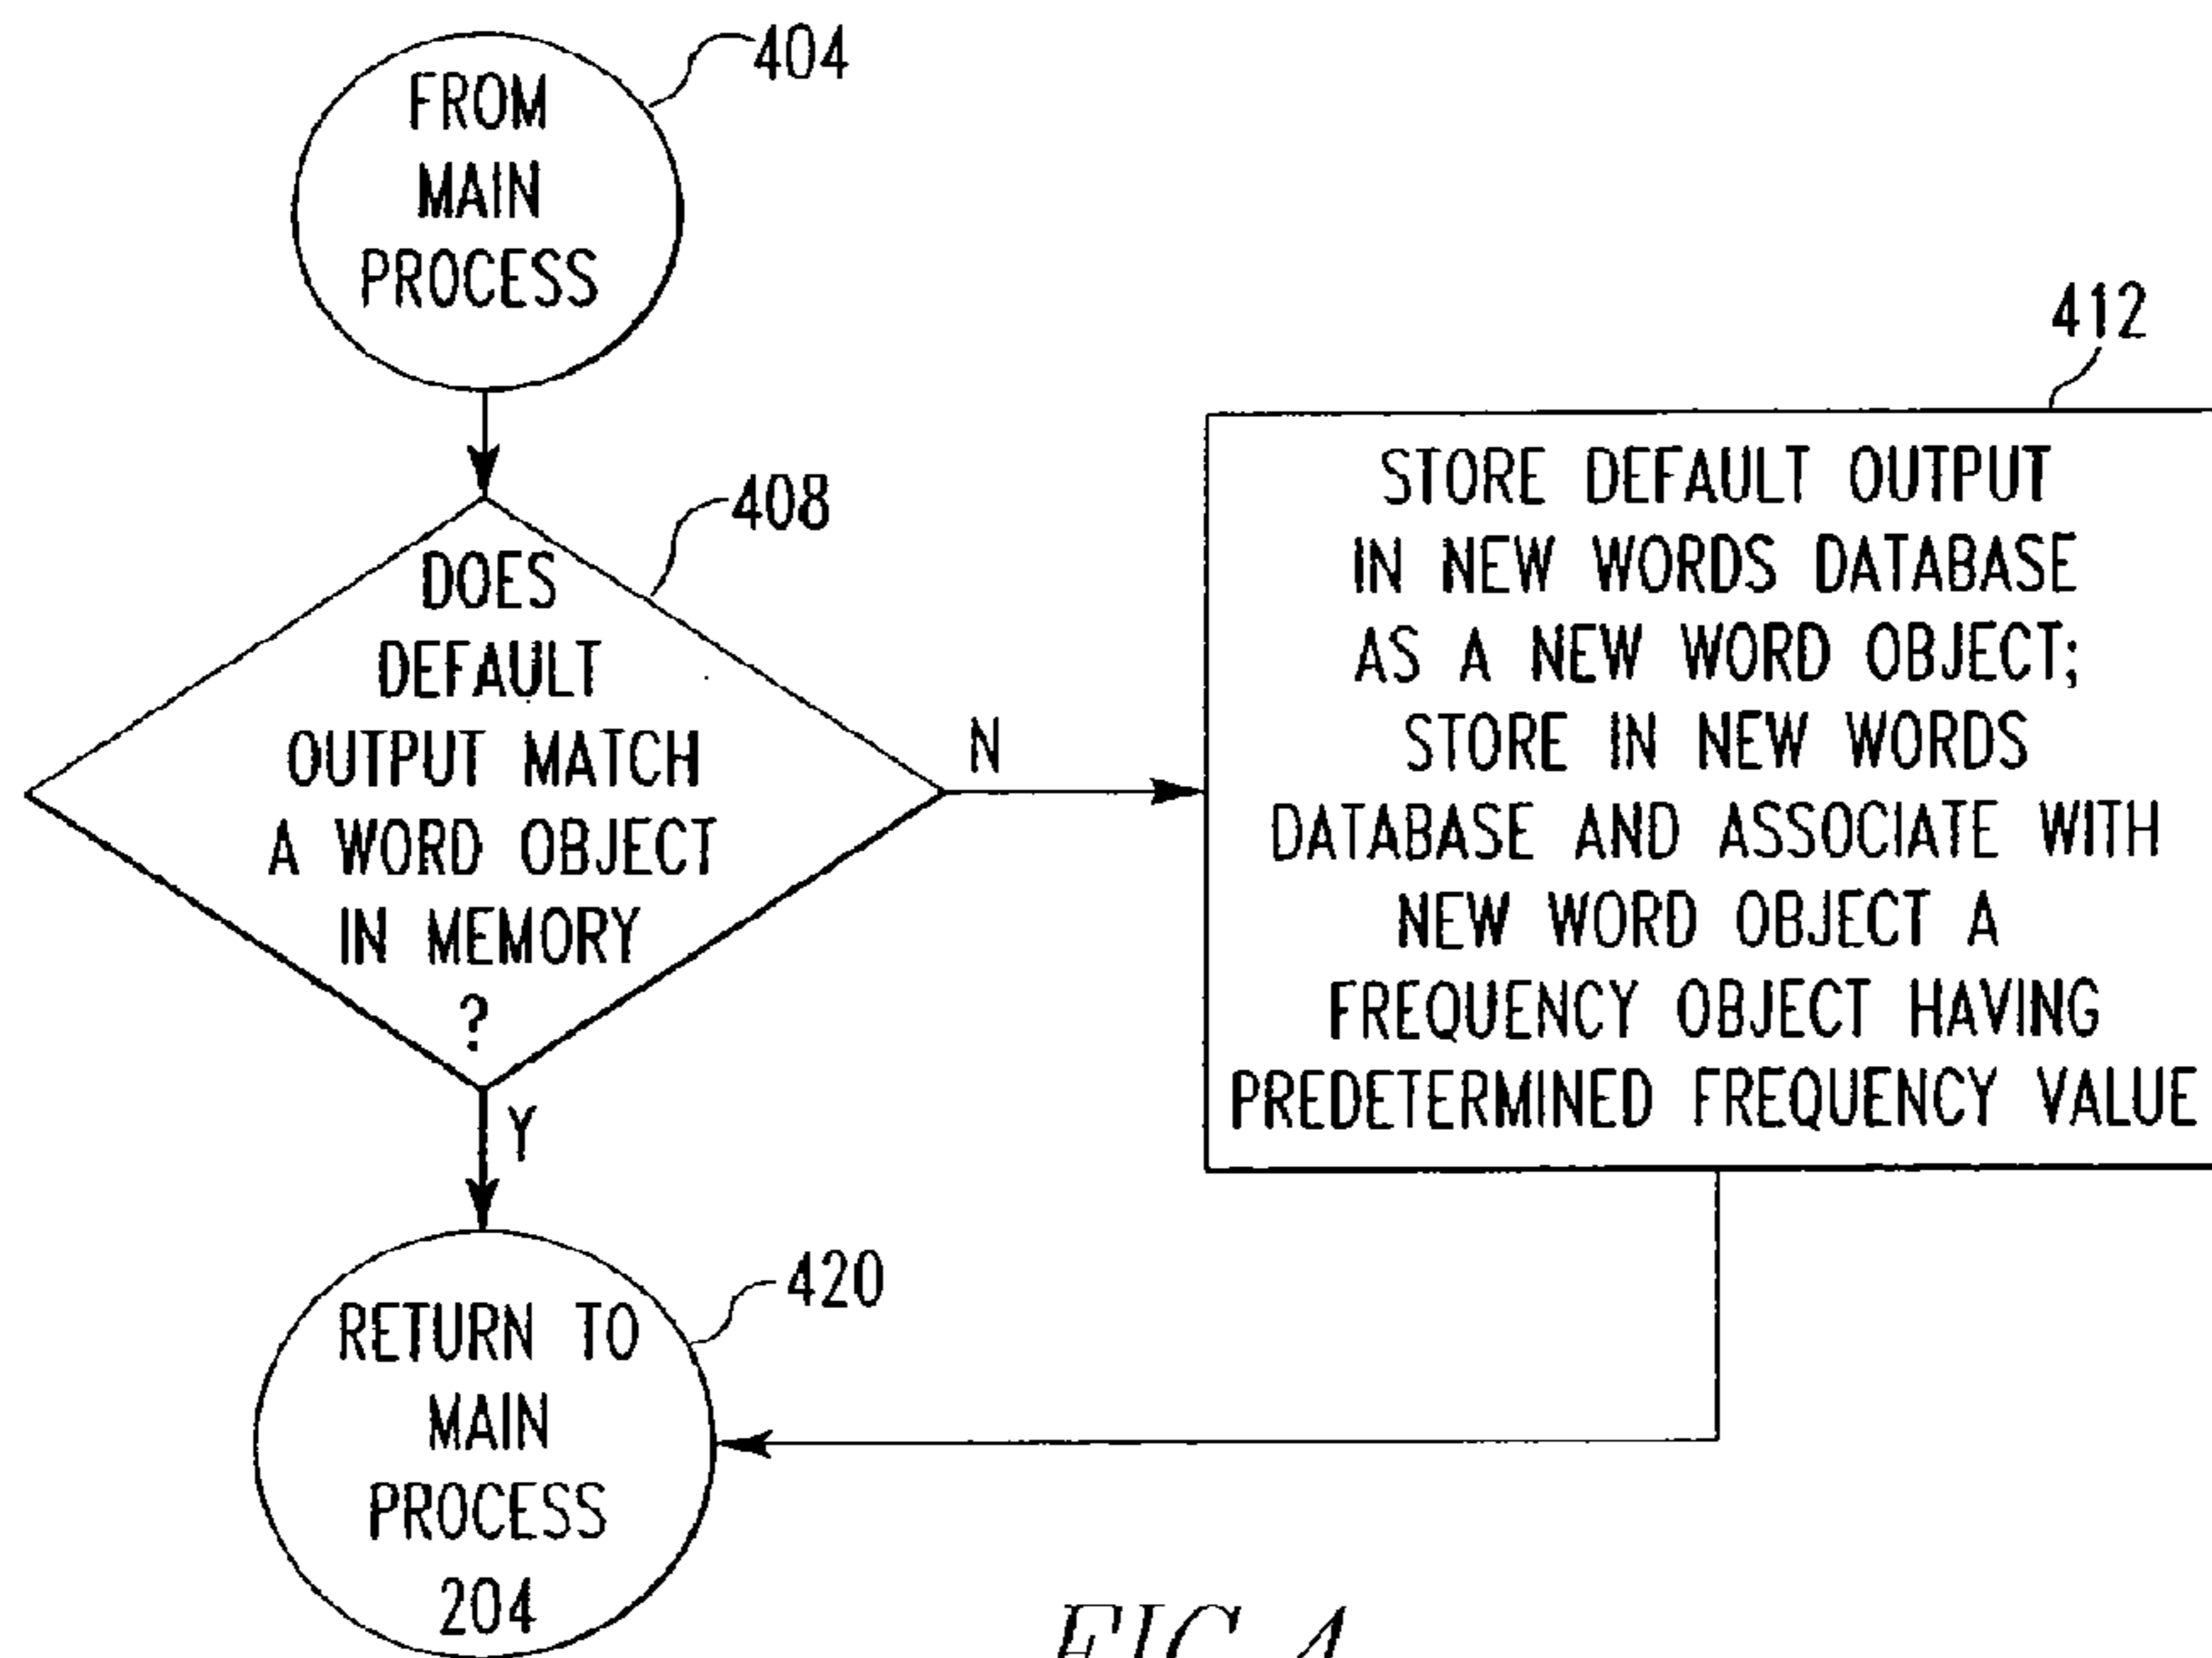 404
FROM
MAIN
PROCESS
408
DOES
DEFAULT
OUTPUT MATCH
A WORD OBJECT
IN MEMORY
?
N
Y
412
STORE DEFAULT OUTPUT
IN NEW WORDS DATABASE
AS A NEW WORD OBJECT;
STORE IN NEW WORDS
DATABASE AND ASSOCIATE WITH
NEW WORD OBJECT A
FREQUENCY OBJECT HAVING
PREDETERMINED FREQUENCY VALUE
420
RETURN TO
MAIN
PROCESS
204
FIG.4